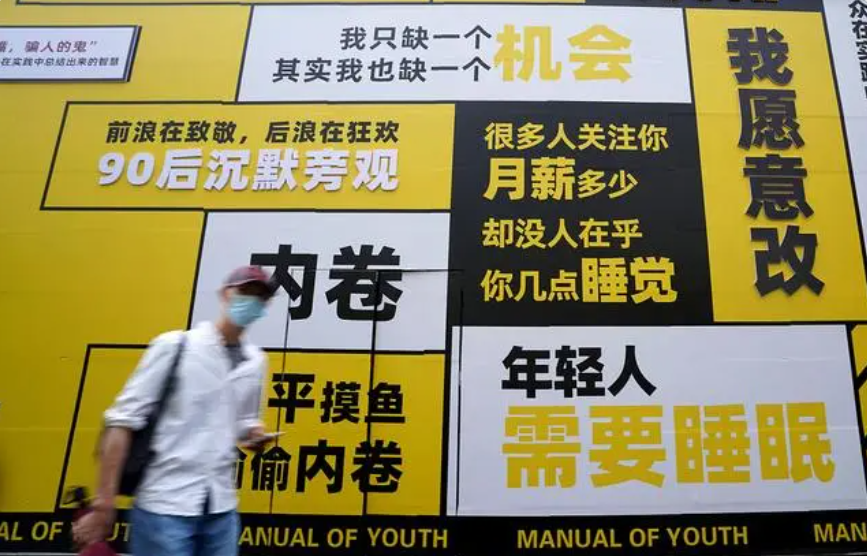 ，骗人的鬼”
在实践中总结出来的智慧
我只缺一个
其实我也缺一个机会
我愿意改
前浪在致敬，后浪在狂欢
90后沉默旁观
很多人关注你
月薪多少
却没人在乎
你几点睡觉
内卷
平摸鱼
偷内卷
年轻人
需要睡眠
AL OF ANUAL OF YOUTH MANUAL OF YOUTH MAN